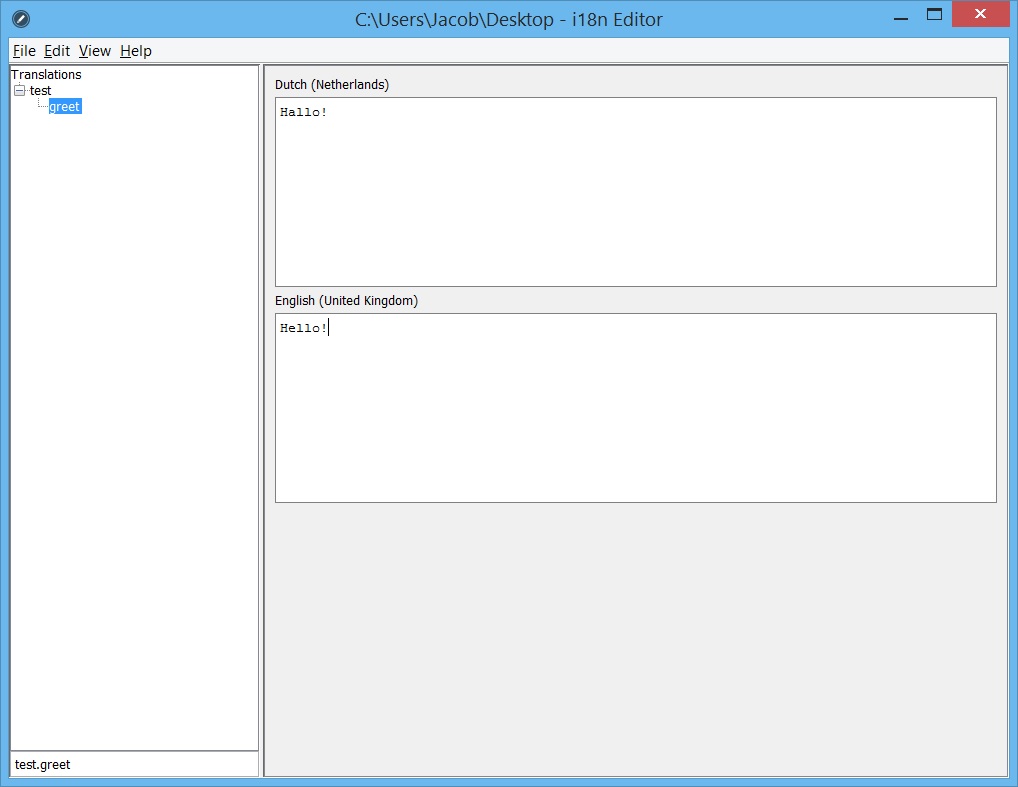 C:\Users\Jacob\Desktop - i18n Editor
File Edit View Help
Translations
test
greet
test.greet
Dutch (Netherlands)
Hallo!
English (United Kingdom)
Hello!